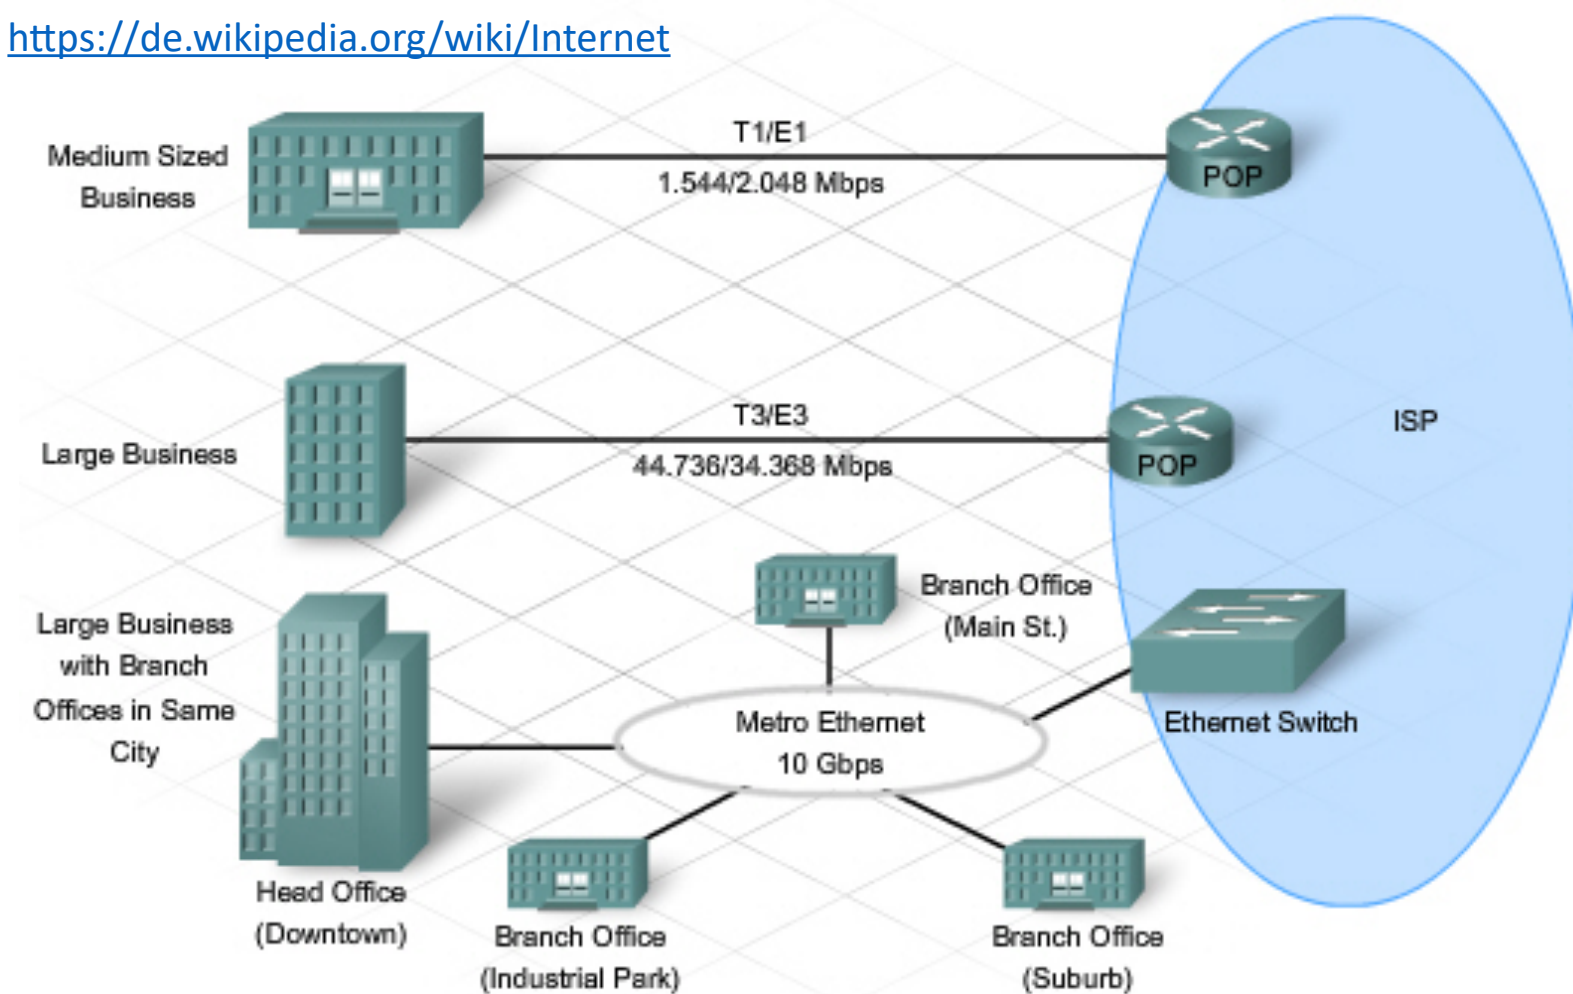 https://de.wikipedia.org/wiki/Internet
Medium Sized
Business
T1/E1
1.544/2.048 Mbps
POP
Large Business
T3/E3
44.736/34.368 Mbps
POP
ISP
Large Business
with Branch
Offices in Same
City
Branch Office
(Main St.)
Metro Ethernet
10 Gbps
Ethernet Switch
Head Office
(Downtown)
Branch Office
(Industrial Park)
Branch Office
(Suburb)